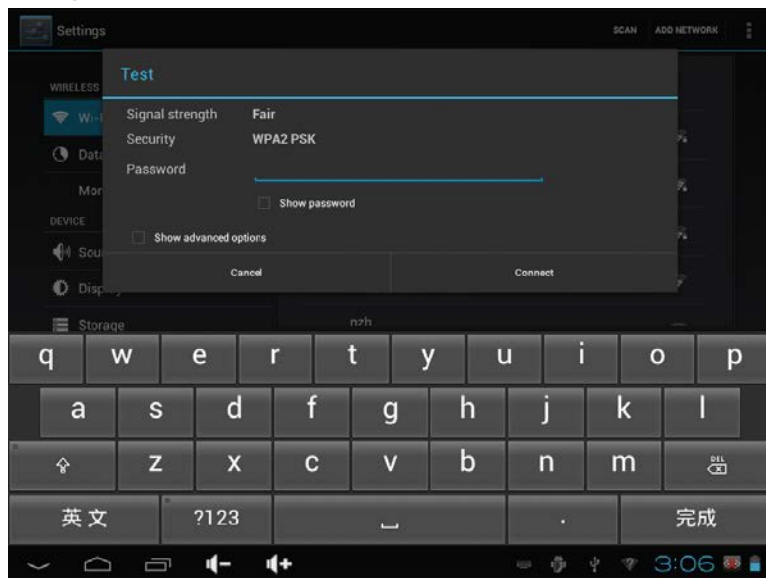 Settings
SCAN ADD NETWORK
Test
WIRELESS
Signal strength Fair
Security WPA2 PSK
Password
Show password
DEVICE
Show advanced options
Cancel Connect
nzh
Storage
q w e r t y u i o p
a s d f g h j k l
z x c v b n m DEL
英文 ?123 . 完成
3:06